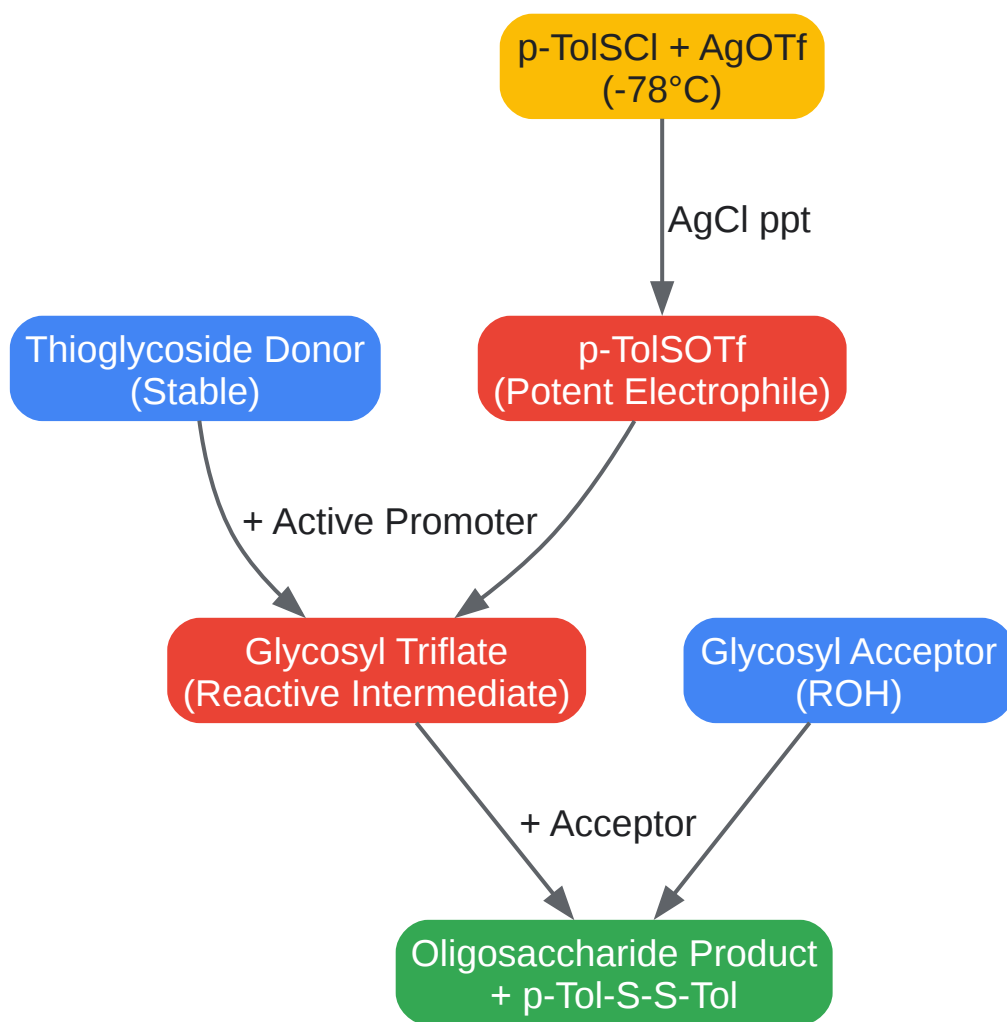 p-TolSCl + AgOTf
(-78°C)
AgCl ppt
Thioglycoside Donor
(Stable)
p-TolSOTf
(Potent Electrophile)
+ Active Promoter
Glycosyl Triflate
(Reactive Intermediate)
Glycosyl Acceptor
(ROH)
+ Acceptor
Oligosaccharide Product
+ p-Tol-S-S-Tol